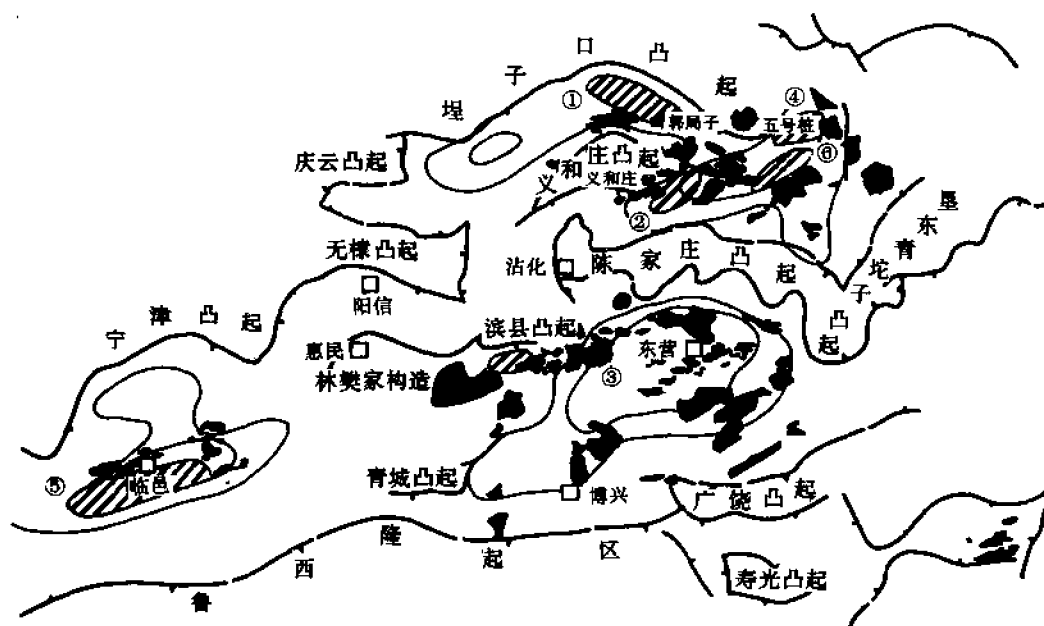 埕子口凸起
①
④
郭局子
五号桩
⑥
庆云凸起
义和庄凸起
义和庄
②
无棣凸起
沾化
陈家庄凸起
垦东青坨子凸起
阳信
宁津凸起
滨县凸起
惠民
东营
林樊家构造
③
⑤
临邑
青城凸起
博兴
广饶凸起
鲁西隆起区
寿光凸起